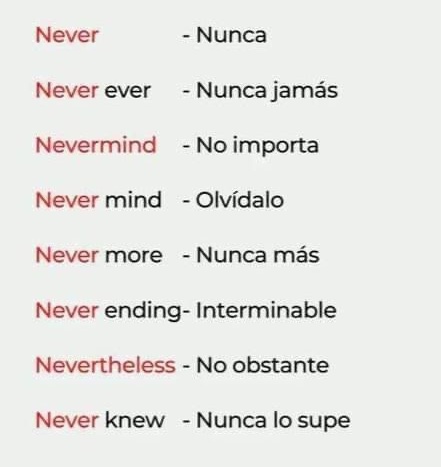 Never - Nunca
Never ever - Nunca jamás
Nevermind - No importa
Never mind - Olvídalo
Never more - Nunca más
Never ending- Interminable
Nevertheless - No obstante
Never knew - Nunca lo supe